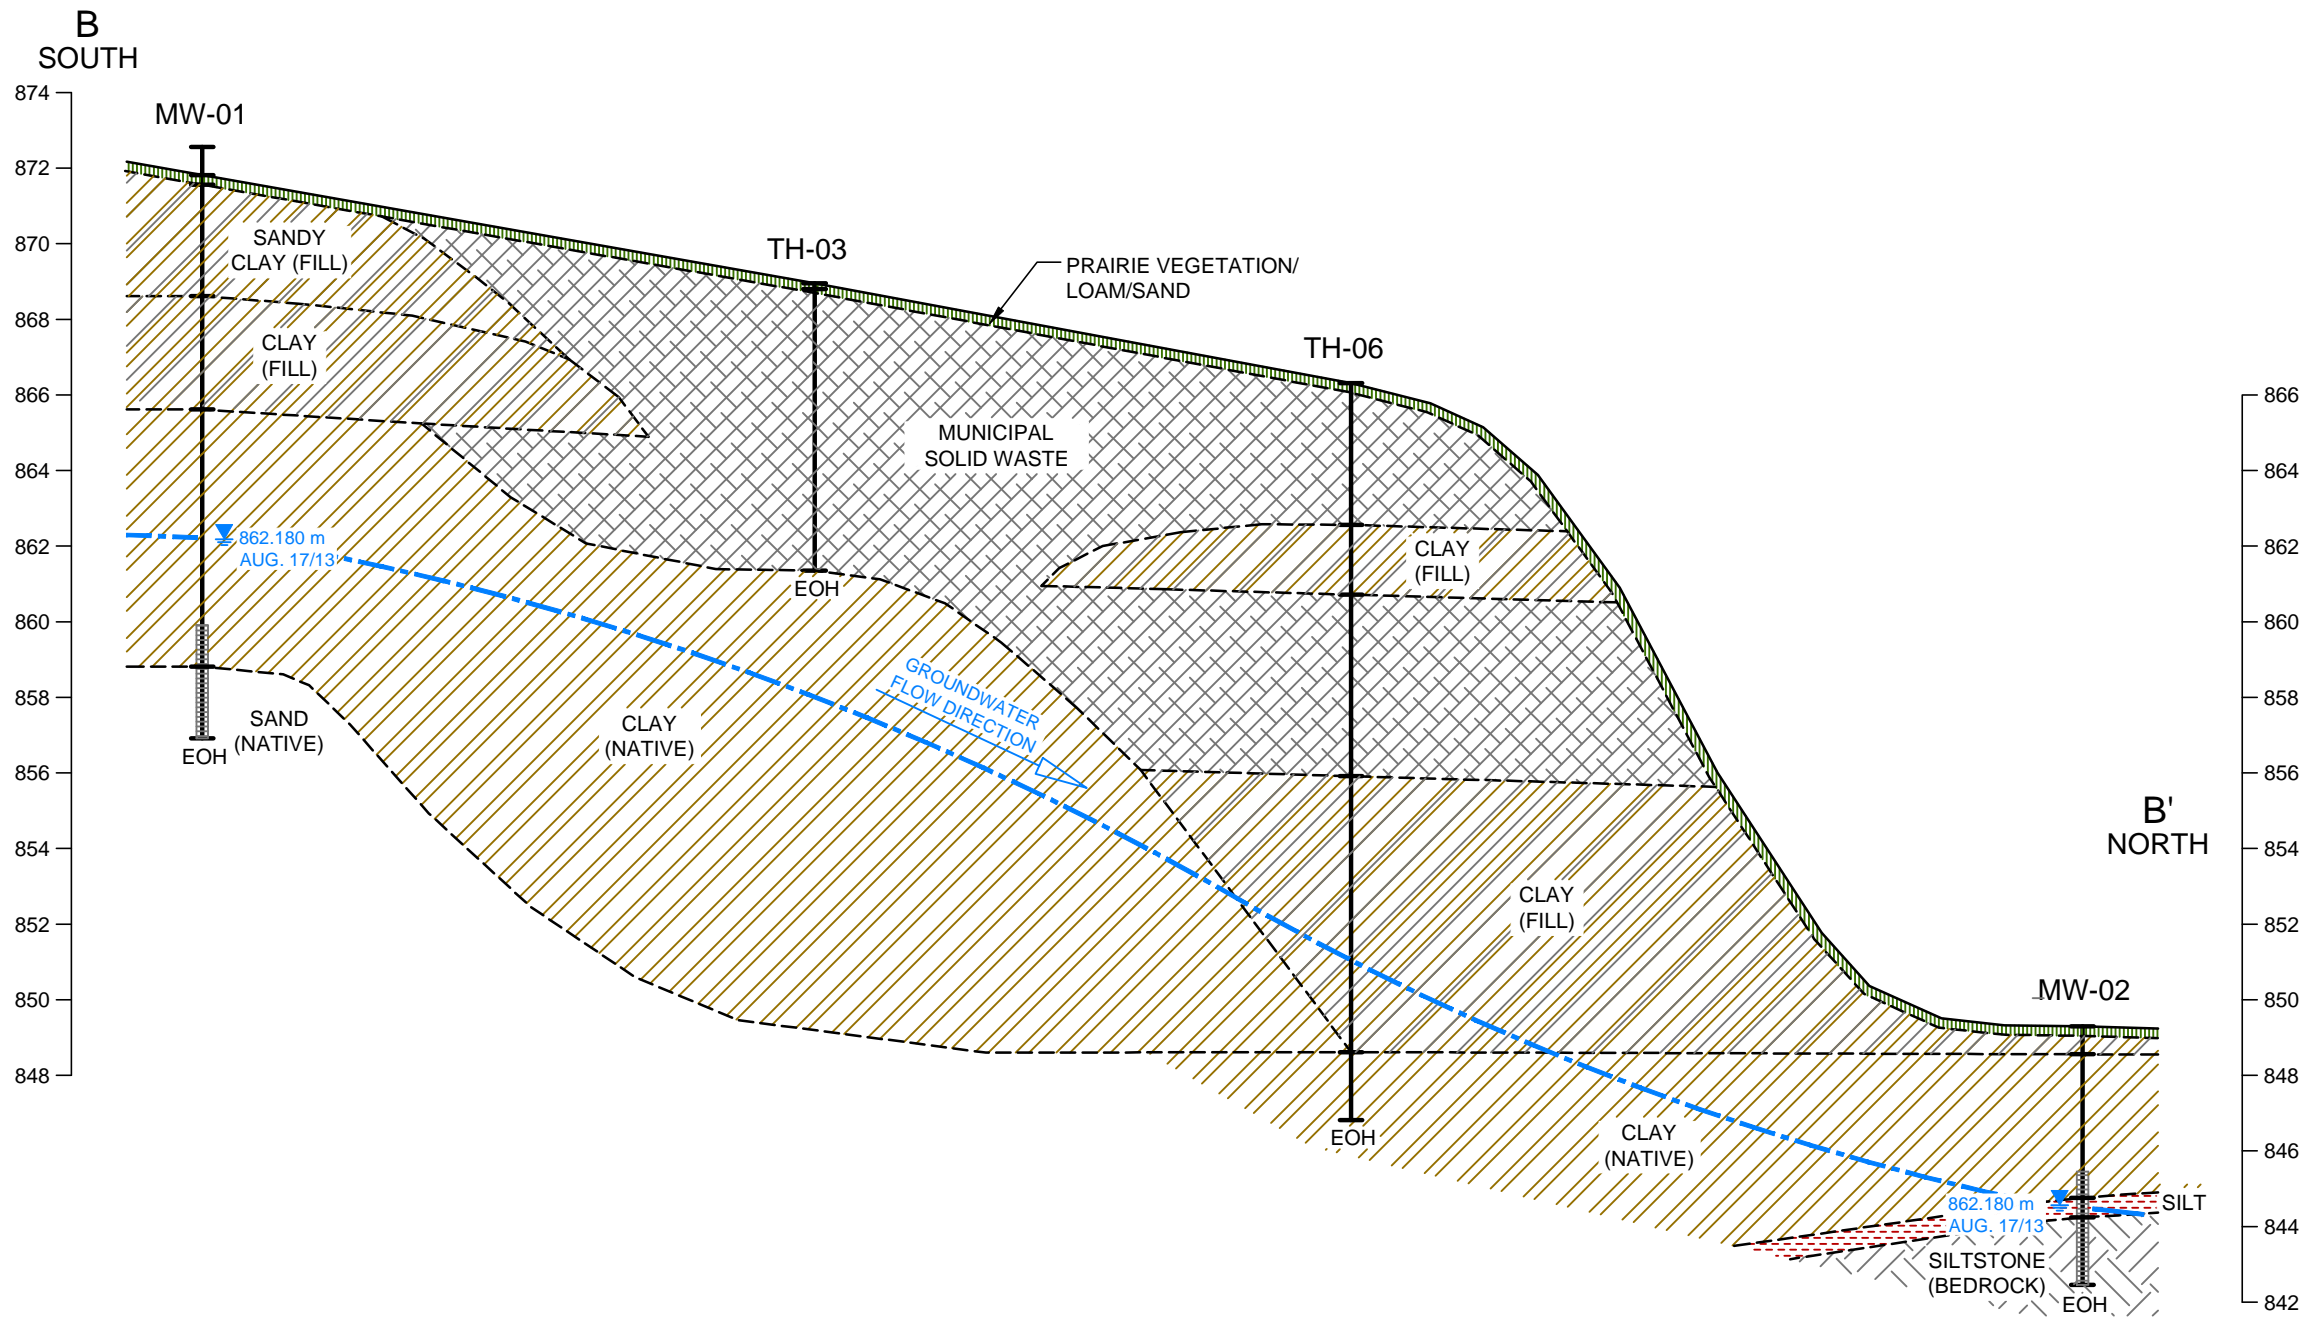 B
SOUTH
874
872
870
868
866
864
862
860
858
856
854
852
850
848
MW-01
SANDY
CLAY (FILL)
CLAY
(FILL)
862.180 m
AUG. 17/13
EOH
SAND
(NATIVE)
TH-03
EOH
CLAY
(NATIVE)
PRAIRIE VEGETATION/
LOAM/SAND
MUNICIPAL
SOLID WASTE
GROUNDWATER
FLOW DIRECTION
TH-06
CLAY
(FILL)
CLAY
(FILL)
EOH
CLAY
(NATIVE)
B'
NORTH
MW-02
862.180 m
AUG. 17/13
SILT
SILTSTONE
(BEDROCK)
EOH
866
864
862
860
858
856
854
852
850
848
846
844
842